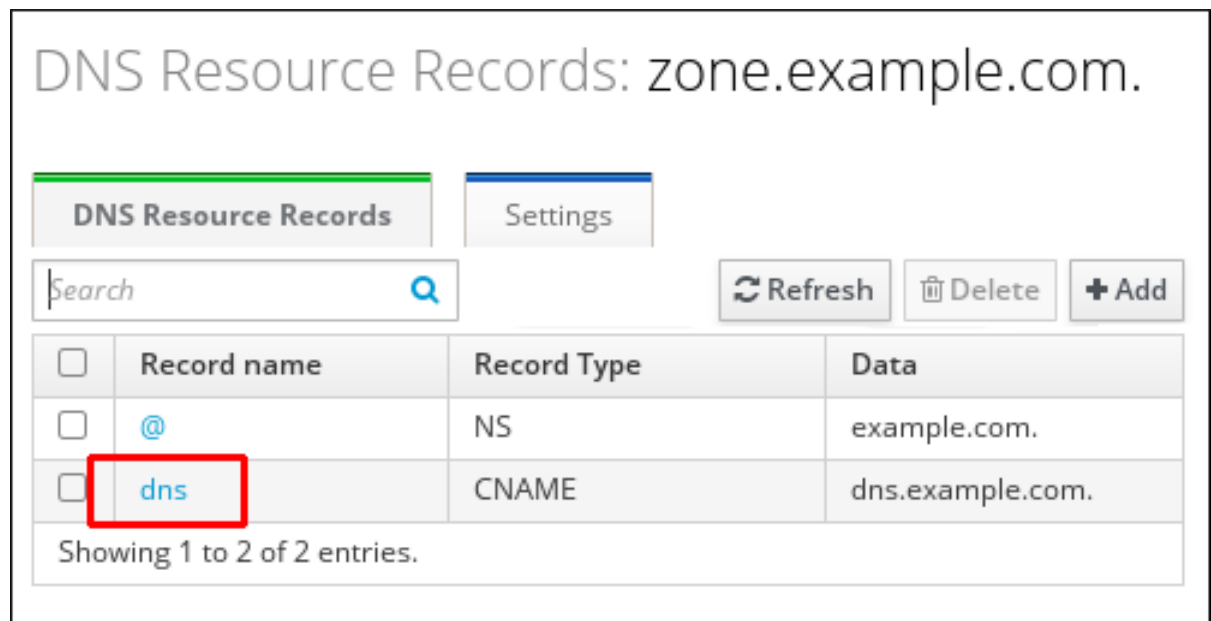 DNS Resource Records: zone.example.com.
DNS Resource Records Settings
Search Refresh Delete Add
Record name Record Type Data
@ NS example.com.
dns CNAME dns.example.com.
Showing 1 to 2 of 2 entries.